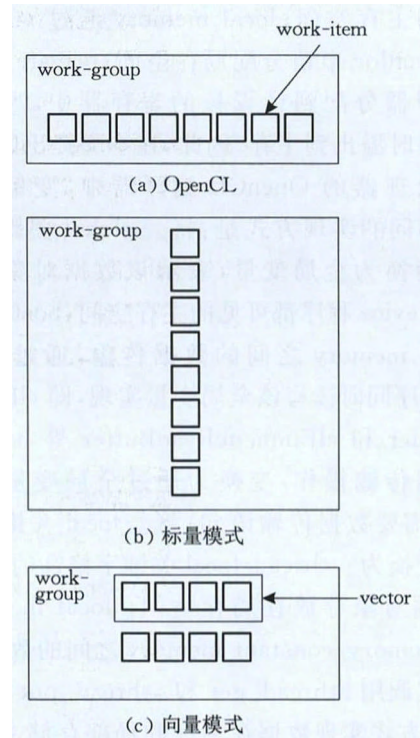 work-item
work-group
(a) OpenCL
work-group
(b) 标量模式
work-
group
vector
(c) 向量模式